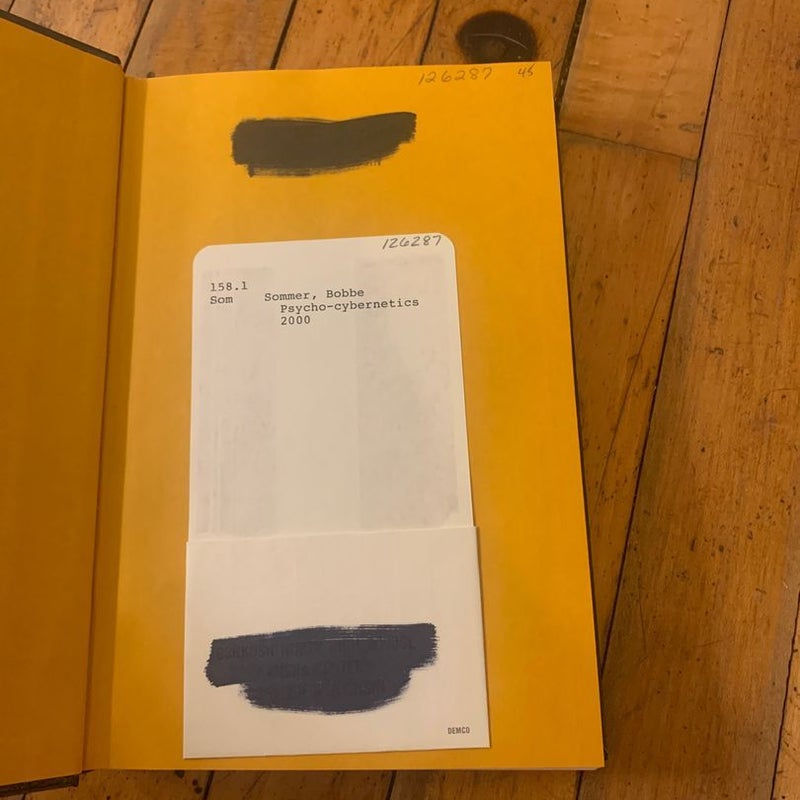 126287 45
126287
158.1
Som Sommer, Bobbe
Psycho-cybernetics
2000
DEMCO